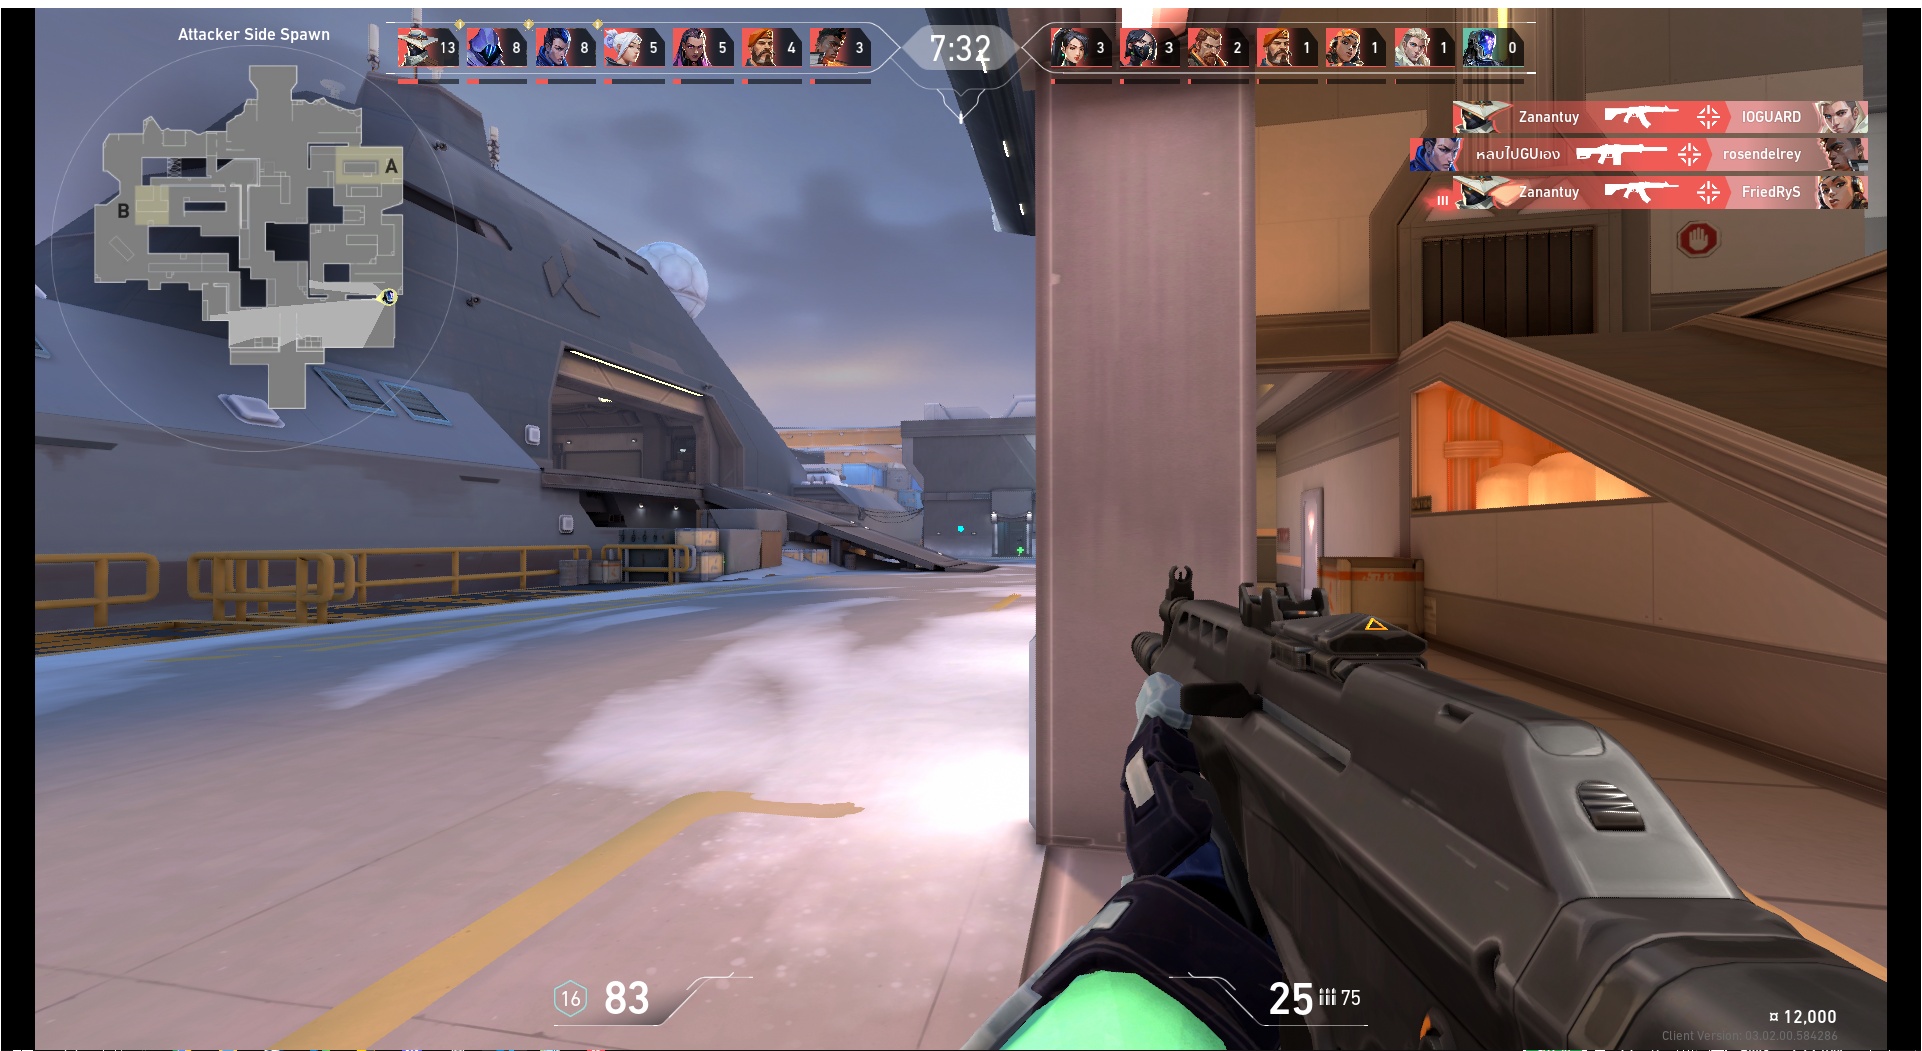 Attacker Side Spawn
13 8 8 5 5 4 3
7:32
3 3 2 1 1 1 0
A
B
Zanantuy IOGUARD
หลบไปGUเอง rosendelrey
Zanantuy FriedRyS
16 83
25 75
¤ 12,000
Client Version: 03.02.00.584286